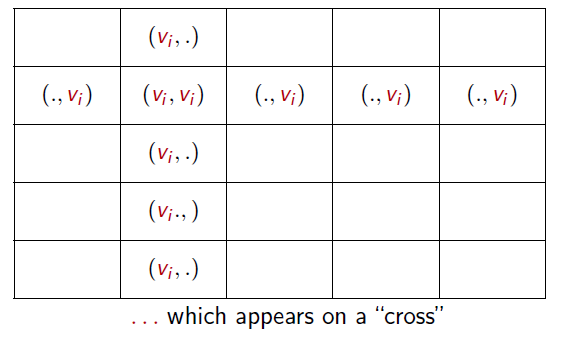 (v_i, .)
(., v_i) (v_i, v_i) (., v_i) (., v_i) (., v_i)
(v_i, .)
(v_i., )
(v_i, .)
... which appears on a “cross”